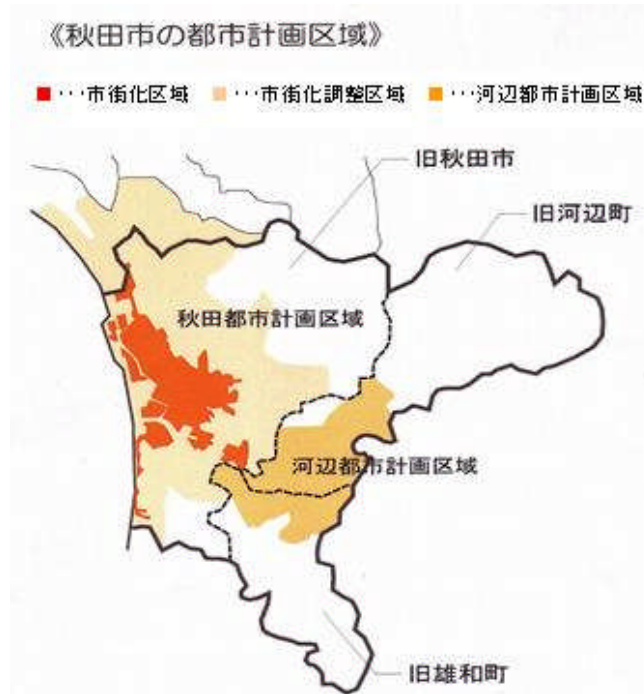 《秋田市の都市計画区域》
■・・・市街化区域 ■・・・市街化調整区域 ■・・・河辺都市計画区域
旧秋田市
旧河辺町
秋田都市計画区域
河辺都市計画区域
旧雄和町